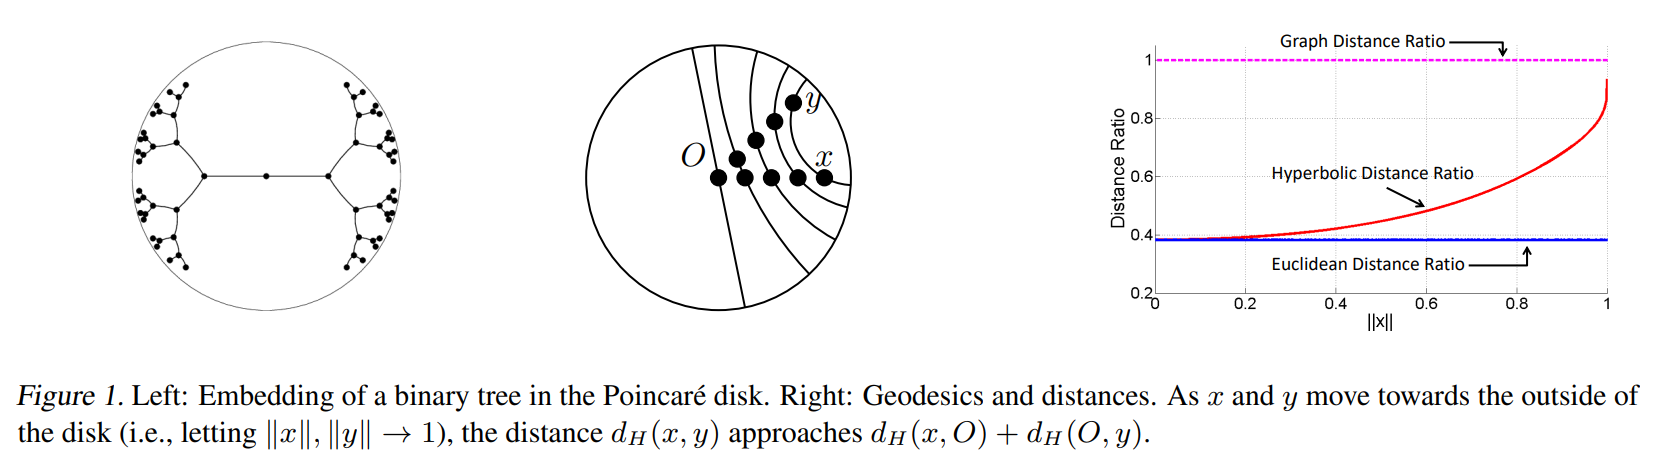 O
y
x
Graph Distance Ratio
Hyperbolic Distance Ratio
Euclidean Distance Ratio
Distance Ratio
1
0.8
0.6
0.4
0.2
0 0.2 0.4 0.6 0.8 1
||x||
Figure 1. Left: Embedding of a binary tree in the Poincaré disk. Right: Geodesics and distances. As x and y move towards the outside of
the disk (i.e., letting ‖x‖, ‖y‖ → 1), the distance d_H(x, y) approaches d_H(x, O) + d_H(O, y).